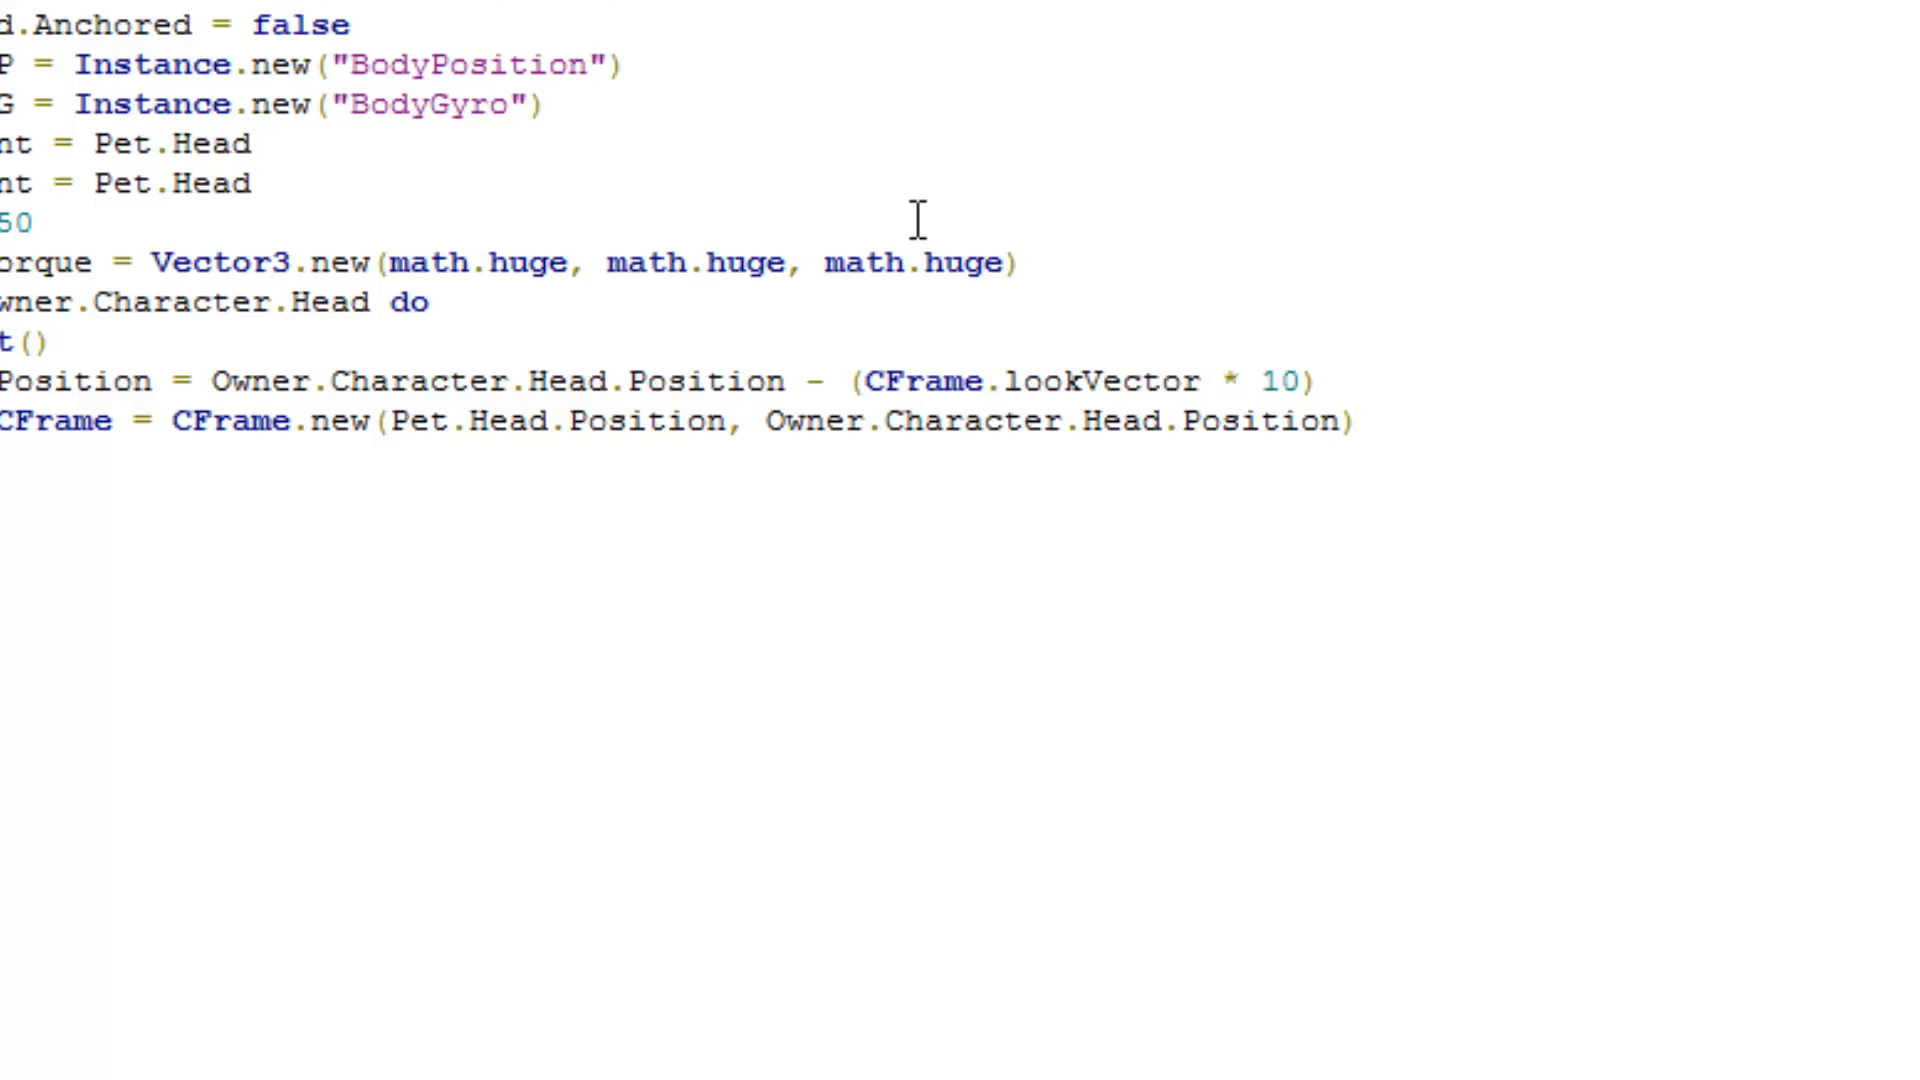 d.Anchored = false
P = Instance.new("BodyPosition")
G = Instance.new("BodyGyro")
nt = Pet.Head
nt = Pet.Head
50
orque = Vector3.new(math.huge, math.huge, math.huge)
wner.Character.Head do
t()
Position = Owner.Character.Head.Position - (CFrame.lookVector * 10)
CFrame = CFrame.new(Pet.Head.Position, Owner.Character.Head.Position)